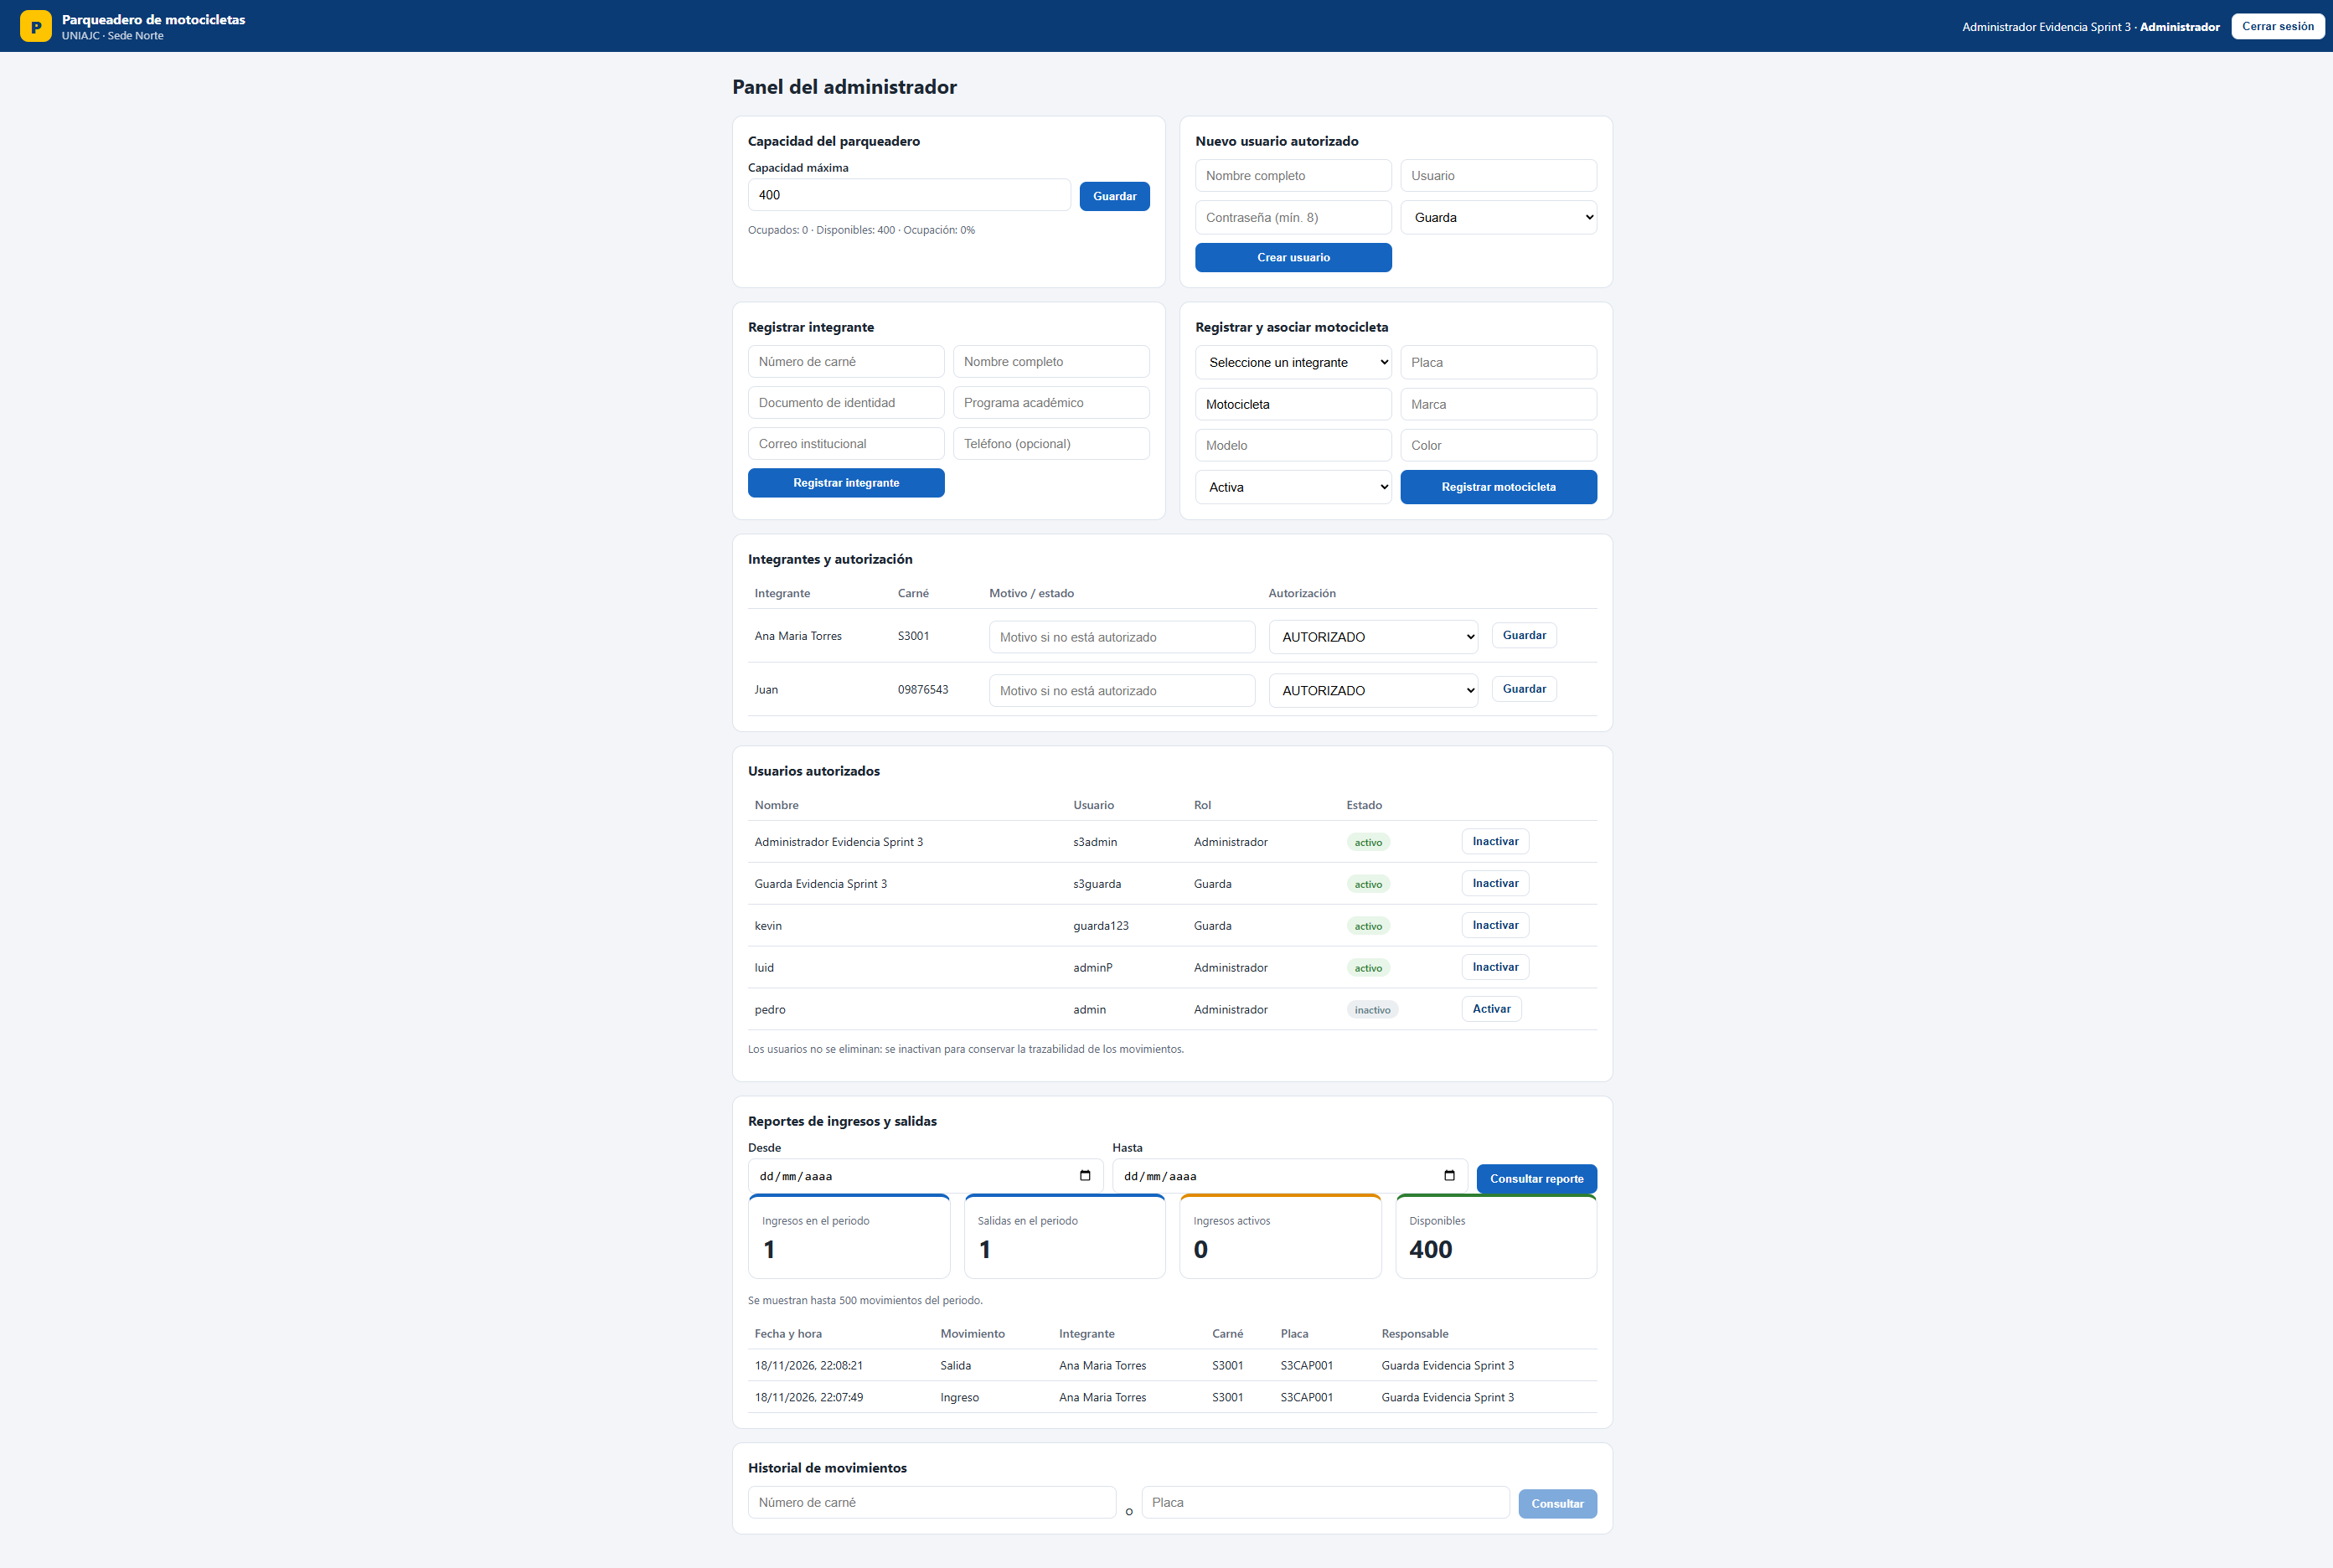 P
Parqueadero de motocicletas
UNIAJC · Sede Norte
Administrador Evidencia Sprint 3 · Administrador
Cerrar sesión
Panel del administrador
Capacidad del parqueadero
Capacidad máxima
400
Guardar
Ocupados: 0 · Disponibles: 400 · Ocupación: 0%
Nuevo usuario autorizado
Nombre completo
Usuario
Contraseña (mín. 8)
Guarda
Crear usuario
Registrar integrante
Número de carné
Nombre completo
Documento de identidad
Programa académico
Correo institucional
Teléfono (opcional)
Registrar integrante
Registrar y asociar motocicleta
Seleccione un integrante
Placa
Motocicleta
Marca
Modelo
Color
Activa
Registrar motocicleta
Integrantes y autorización
Integrante Carné Motivo / estado Autorización
Ana Maria Torres S3001 Motivo si no está autorizado AUTORIZADO Guardar
Juan 09876543 Motivo si no está autorizado AUTORIZADO Guardar
Usuarios autorizados
Nombre Usuario Rol Estado
Administrador Evidencia Sprint 3 s3admin Administrador activo Inactivar
Guarda Evidencia Sprint 3 s3guarda Guarda activo Inactivar
kevin guarda123 Guarda activo Inactivar
luid adminP Administrador activo Inactivar
pedro admin Administrador inactivo Activar
Los usuarios no se eliminan: se inactivan para conservar la trazabilidad de los movimientos.
Reportes de ingresos y salidas
Desde Hasta
dd/mm/aaaa dd/mm/aaaa Consultar reporte
Ingresos en el periodo Salidas en el periodo Ingresos activos Disponibles
1 1 0 400
Se muestran hasta 500 movimientos del periodo.
Fecha y hora Movimiento Integrante Carné Placa Responsable
18/11/2026, 22:08:21 Salida Ana Maria Torres S3001 S3CAP001 Guarda Evidencia Sprint 3
18/11/2026, 22:07:49 Ingreso Ana Maria Torres S3001 S3CAP001 Guarda Evidencia Sprint 3
Historial de movimientos
Número de carné o Placa Consultar